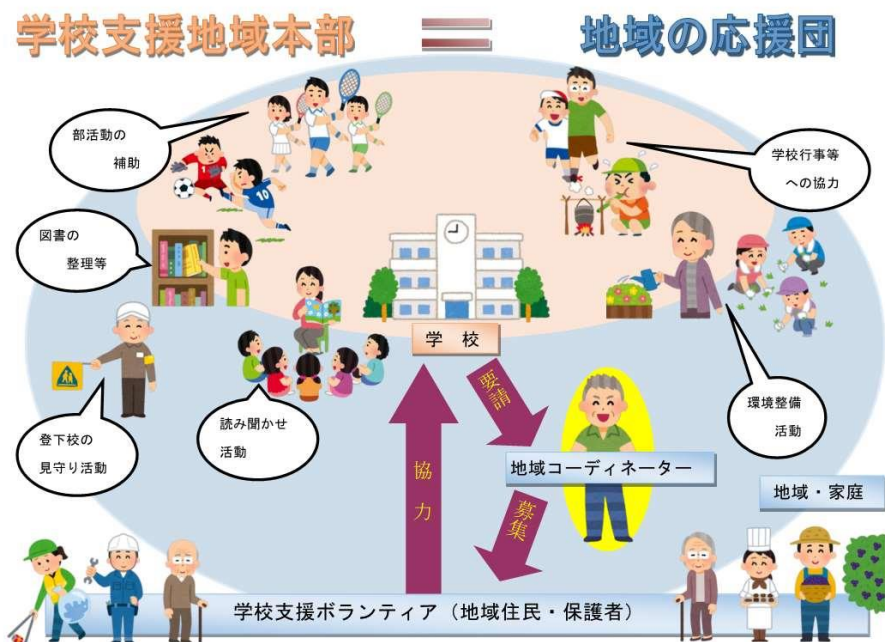 学校支援地域本部 = 地域の応援団
部活動の
補助
学校行事等
への協力
図書の
整理等
学 校
登下校の
見守り活動
読み聞かせ
活動
環境整備
活動
要請
協力
地域コーディネーター
募集
地域・家庭
学校支援ボランティア（地域住民・保護者）
10
1